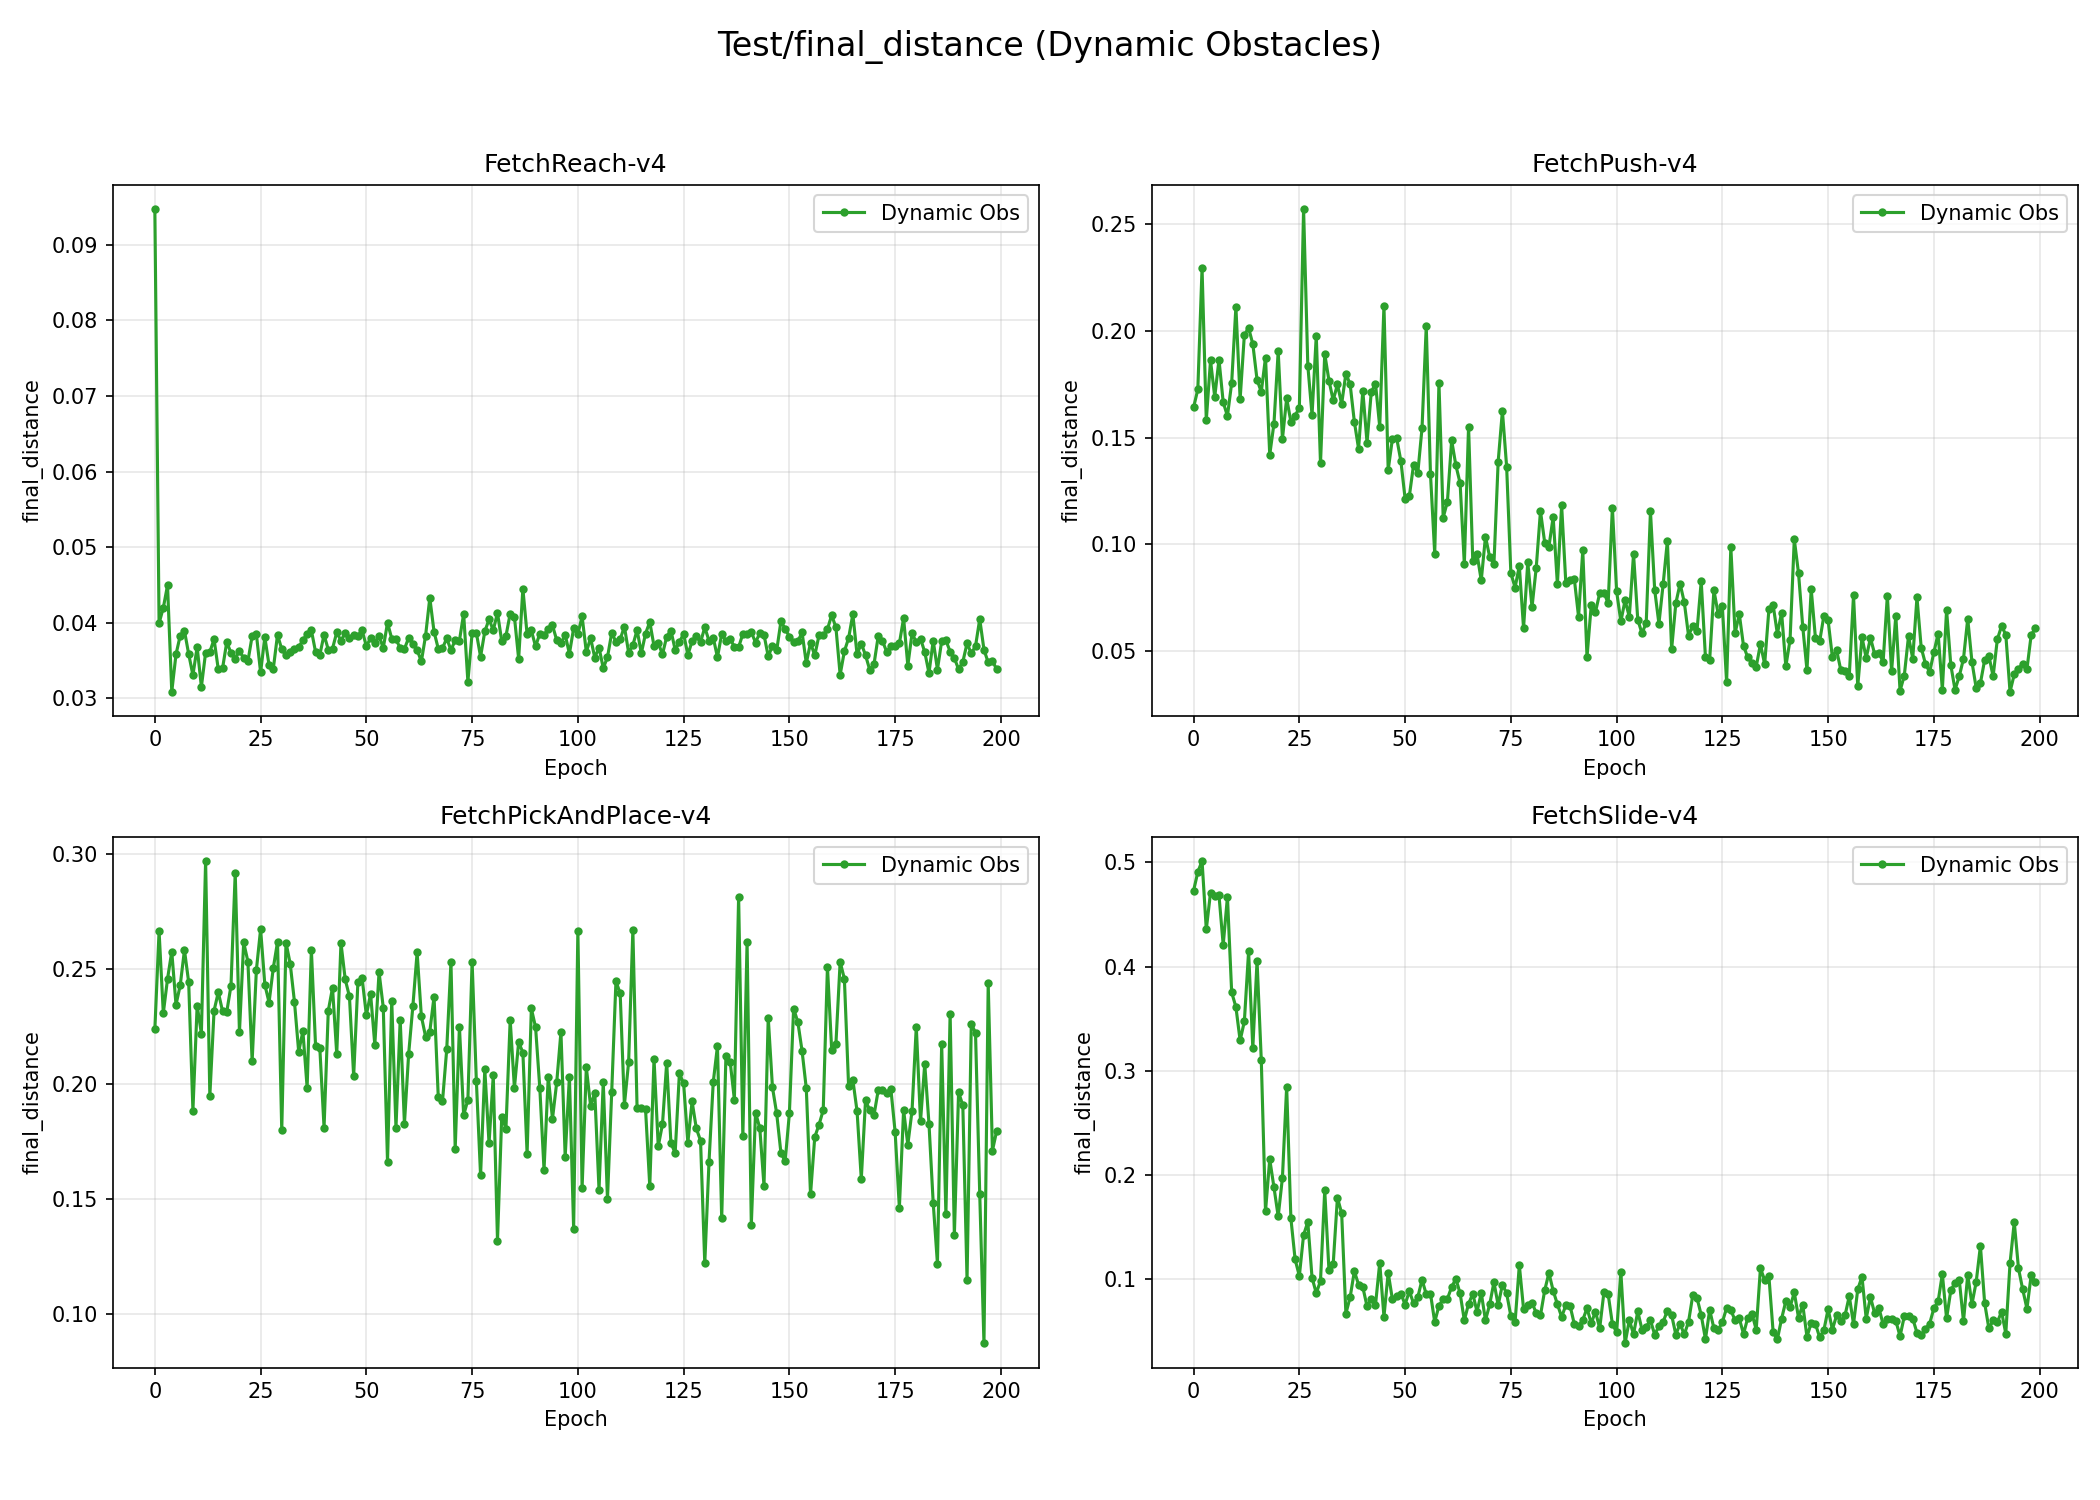 Test/final_distance (Dynamic Obstacles)
FetchReach-v4
Dynamic Obs
final_distance
0.09
0.08
0.07
0.06
0.05
0.04
0.03
0 25 50 75 100 125 150 175 200
Epoch
FetchPush-v4
Dynamic Obs
final_distance
0.25
0.20
0.15
0.10
0.05
0 25 50 75 100 125 150 175 200
Epoch
FetchPickAndPlace-v4
Dynamic Obs
final_distance
0.30
0.25
0.20
0.15
0.10
0 25 50 75 100 125 150 175 200
Epoch
FetchSlide-v4
Dynamic Obs
final_distance
0.5
0.4
0.3
0.2
0.1
0 25 50 75 100 125 150 175 200
Epoch